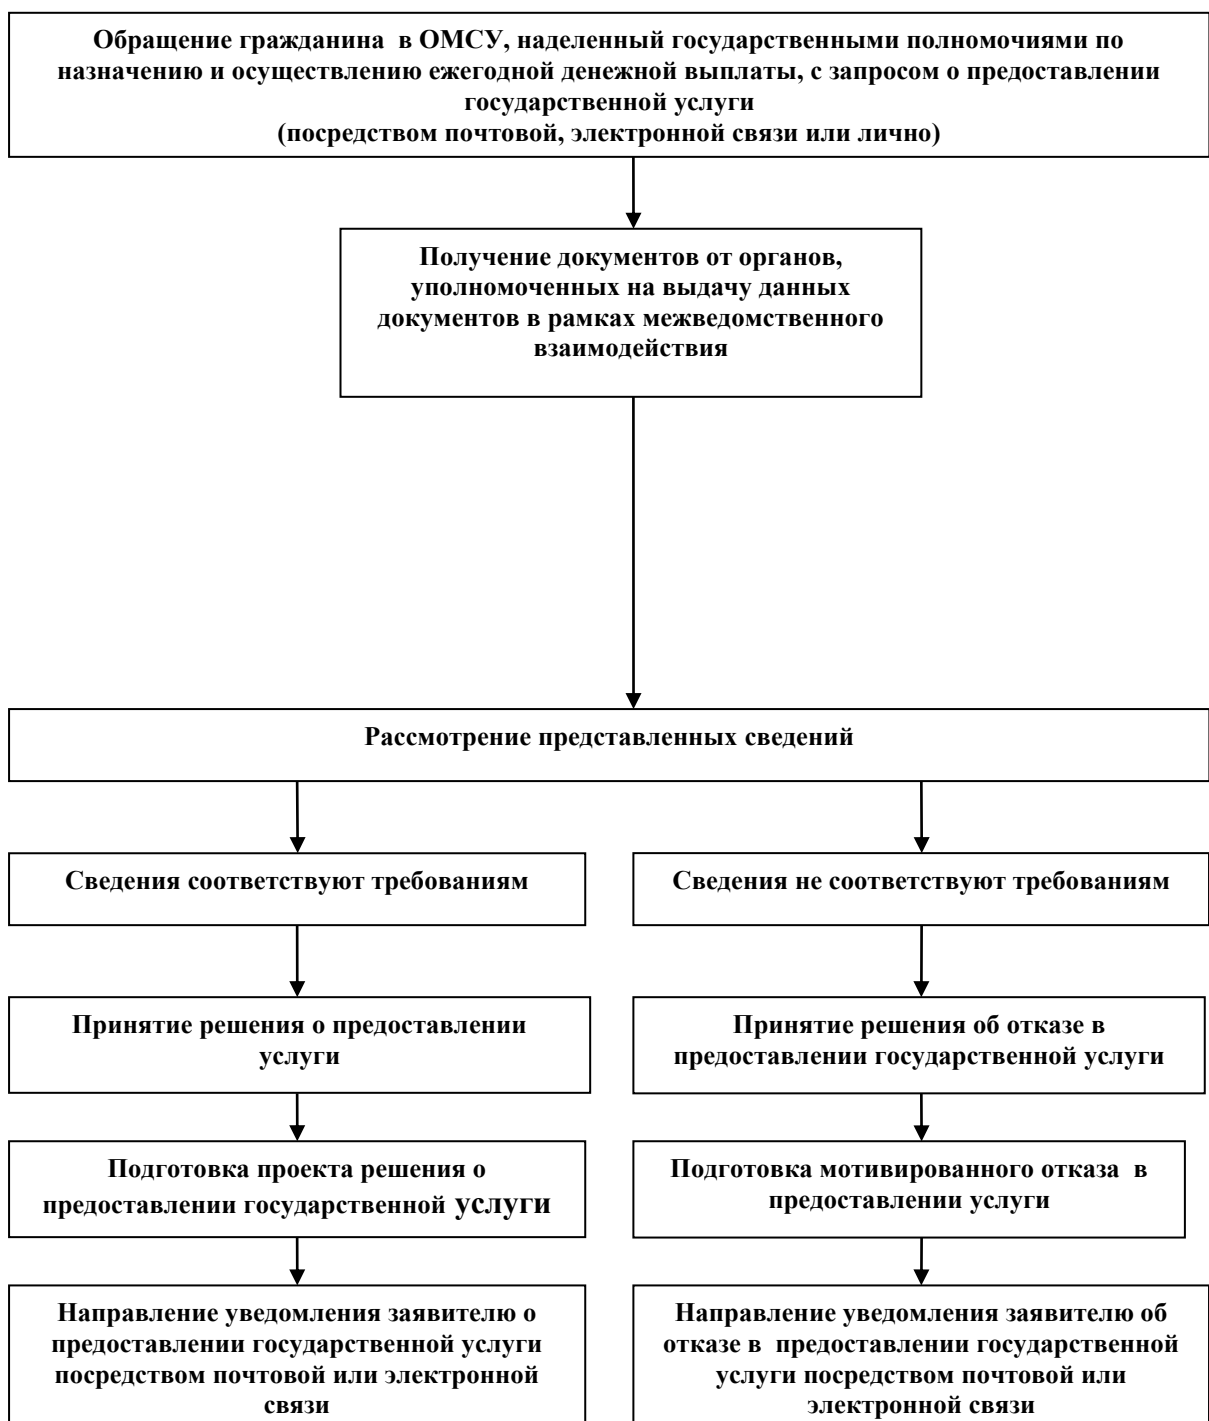 Обращение гражданина  в ОМСУ, наделенный государственными полномочиями по
назначению и осуществлению ежегодной денежной выплаты, с запросом о предоставлении
государственной услуги
(посредством почтовой, электронной связи или лично)
Получение документов от органов,
уполномоченных на выдачу данных
документов в рамках межведомственного
взаимодействия
Рассмотрение представленных сведений
Сведения соответствуют требованиям
Сведения не соответствуют требованиям
Принятие решения о предоставлении
услуги
Принятие решения об отказе в
предоставлении государственной услуги
Подготовка проекта решения о
предоставлении государственной услуги
Подготовка мотивированного отказа  в
предоставлении услуги
Направление уведомления заявителю о
предоставлении государственной услуги
посредством почтовой или электронной
связи
Направление уведомления заявителю об
отказе в  предоставлении государственной
услуги посредством почтовой или
электронной связи